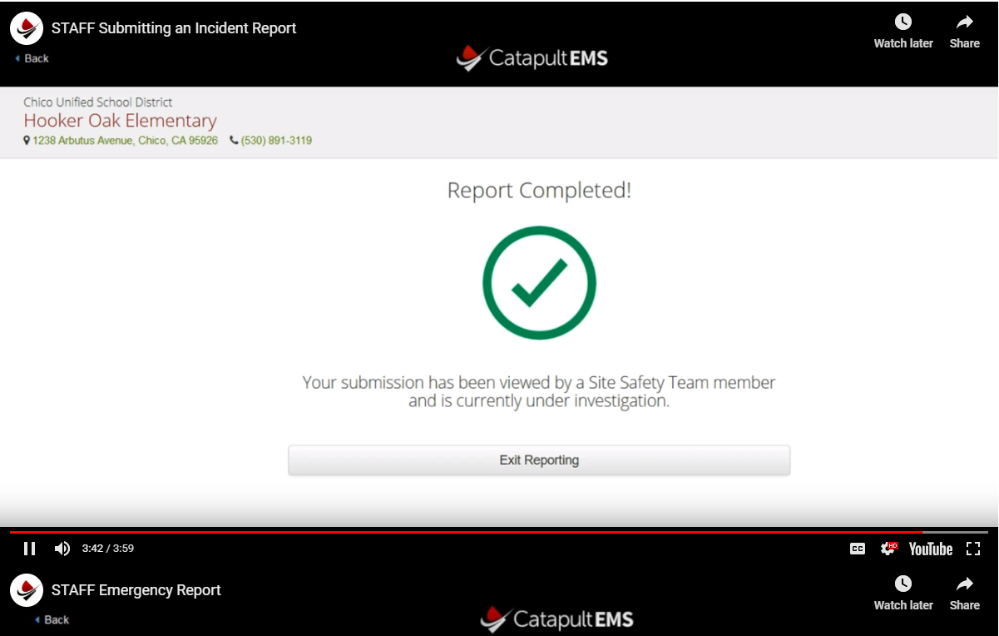 STAFF Submitting an Incident Report
Watch later
Share
Back
CatapultEMS
Chico Unified School District
Hooker Oak Elementary
1238 Arbutus Avenue, Chico, CA 95926 (530) 891-3119
Report Completed!
Your submission has been viewed by a Site Safety Team member
and is currently under investigation.
Exit Reporting
3:42 / 3:59
CC
HD
YouTube
STAFF Emergency Report
Watch later
Share
Back
CatapultEMS